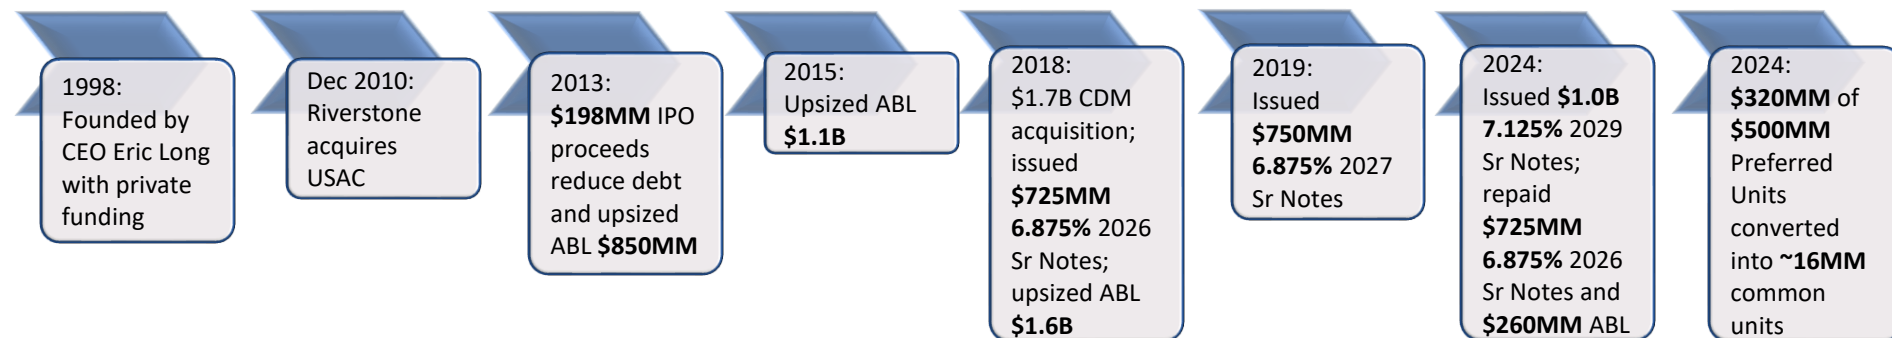 1998:
Founded by
CEO Eric Long
with private
funding
Dec 2010:
Riverstone
acquires
USAC
2013:
$198MM IPO
proceeds
reduce debt
and upsized
ABL $850MM
2015:
Upsized ABL
$1.1B
2018:
$1.7B CDM
acquisition;
issued
$725MM
6.875% 2026
Sr Notes;
upsized ABL
$1.6B
2019:
Issued
$750MM
6.875% 2027
Sr Notes
2024:
Issued $1.0B
7.125% 2029
Sr Notes;
repaid
$725MM
6.875% 2026
Sr Notes and
$260MM ABL
2024:
$320MM of
$500MM
Preferred
Units
converted
into ~16MM
common
units